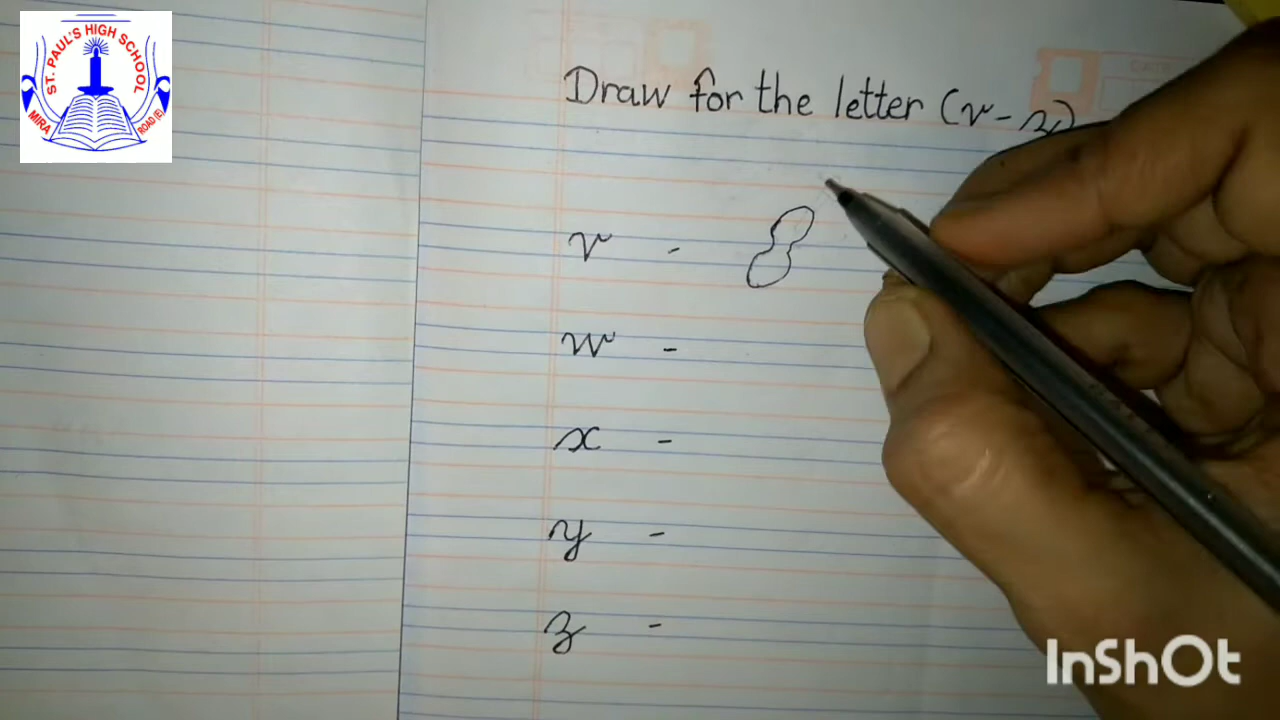 ST. PAUL'S HIGH SCHOOL
MIRA ROAD (E)
Draw for the letter (v - z)
v -
w -
x -
y -
z -
InShOt